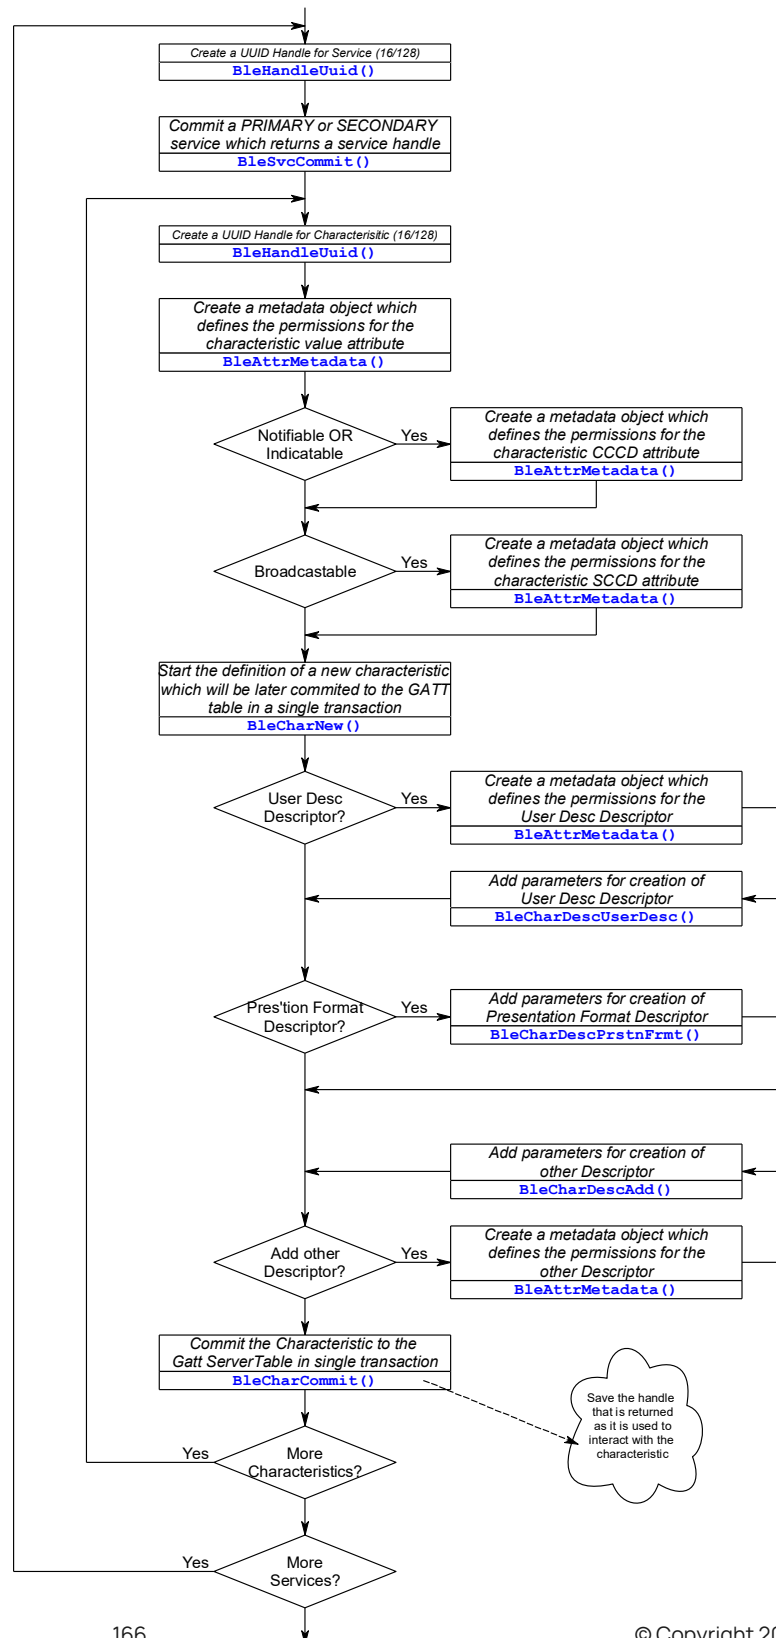 Create a UUID Handle for Service (16/128)
BleHandleUuid()
Commit a PRIMARY or SECONDARY
service which returns a service handle
BleSvcCommit()
Create a UUID Handle for Characterisitic (16/128)
BleHandleUuid()
Create a metadata object which
defines the permissions for the
characteristic value attribute
BleAttrMetadata()
Notifiable OR
Indicatable
Yes
Create a metadata object which
defines the permissions for the
characteristic CCCD attribute
BleAttrMetadata()
Broadcastable
Yes
Create a metadata object which
defines the permissions for the
characteristic SCCD attribute
BleAttrMetadata()
Start the definition of a new characteristic
which will be later commited to the GATT
table in a single transaction
BleCharNew()
User Desc
Descriptor?
Yes
Create a metadata object which
defines the permissions for the
User Desc Descriptor
BleAttrMetadata()
Add parameters for creation of
User Desc Descriptor
BleCharDescUserDesc()
Pres'tion Format
Descriptor?
Yes
Add parameters for creation of
Presentation Format Descriptor
BleCharDescPrstnFrmt()
Add parameters for creation of
other Descriptor
BleCharDescAdd()
Add other
Descriptor?
Yes
Create a metadata object which
defines the permissions for the
other Descriptor
BleAttrMetadata()
Commit the Characteristic to the
Gatt ServerTable in single transaction
BleCharCommit()
Save the handle
that is returned
as it is used to
interact with the
characteristic
Yes
More
Characteristics?
Yes
More
Services?
166
© Copyright 20